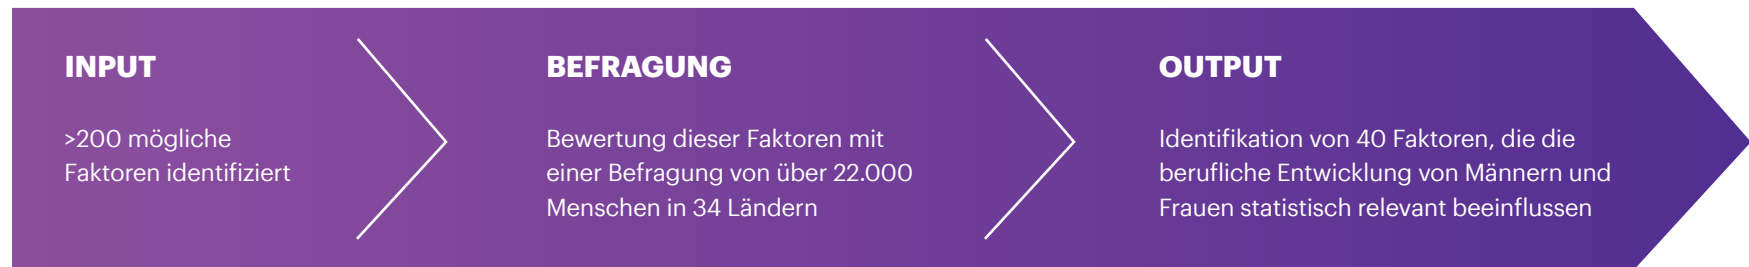 INPUT
>200 mögliche
Faktoren identifiziert
BEFRAGUNG
Bewertung dieser Faktoren mit
einer Befragung von über 22.000
Menschen in 34 Ländern
OUTPUT
Identifikation von 40 Faktoren, die die
berufliche Entwicklung von Männern und
Frauen statistisch relevant beeinflussen